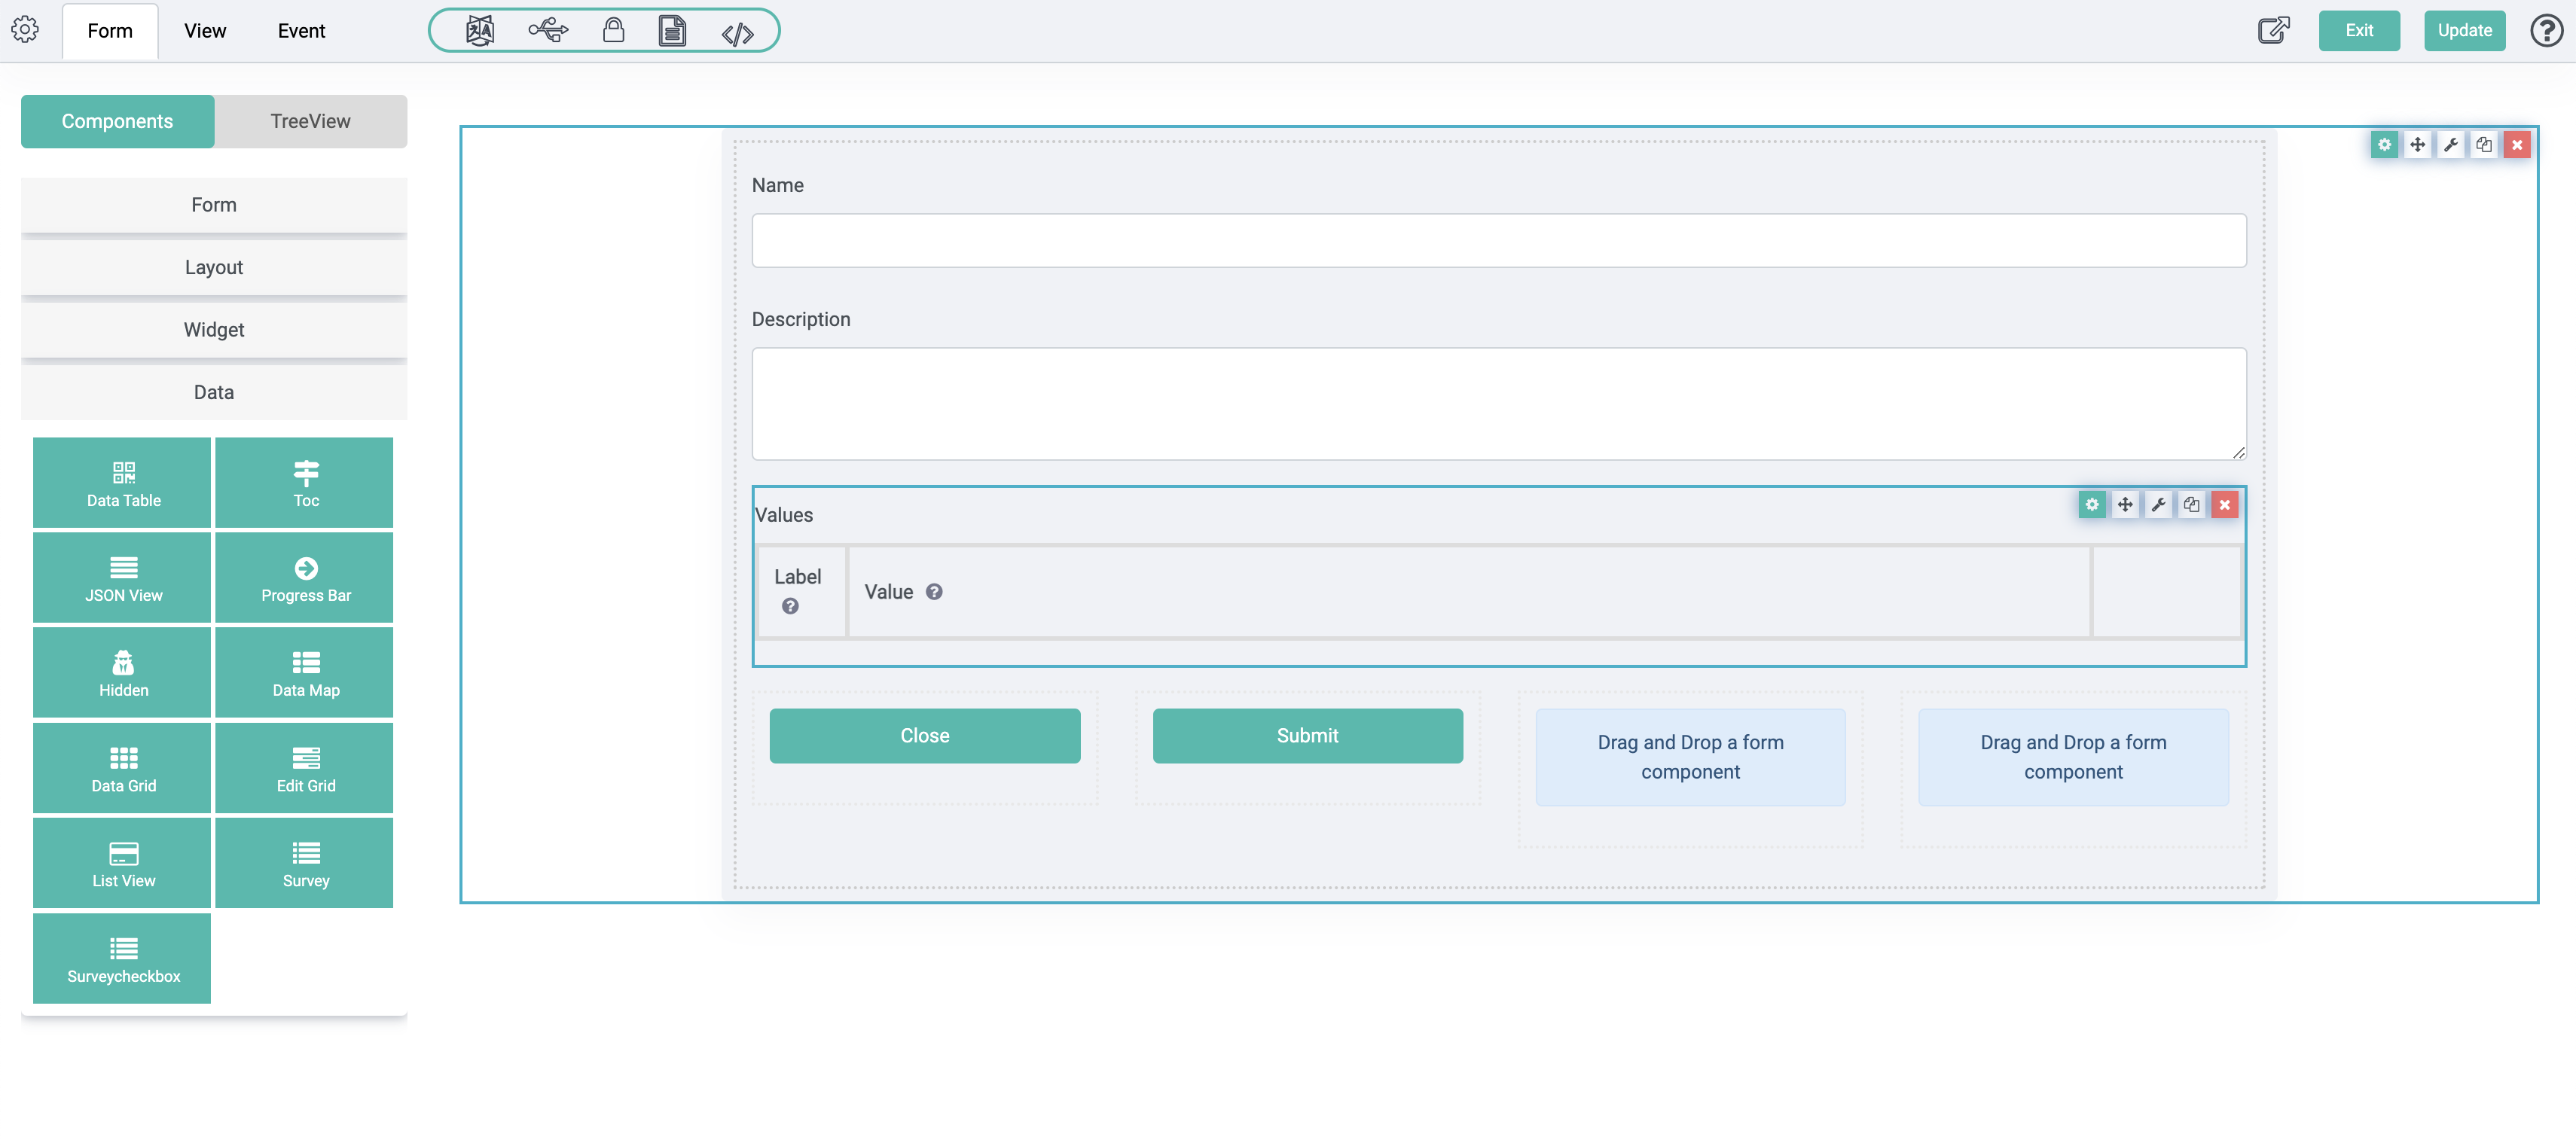 Form View Event
Exit Update
Components TreeView
Form
Layout
Widget
Data
Data Table Toc
JSON View Progress Bar
Hidden Data Map
Data Grid Edit Grid
List View Survey
Surveycheckbox
Name
Description
Values
Label
Value
Close Submit
Drag and Drop a form
component
Drag and Drop a form
component